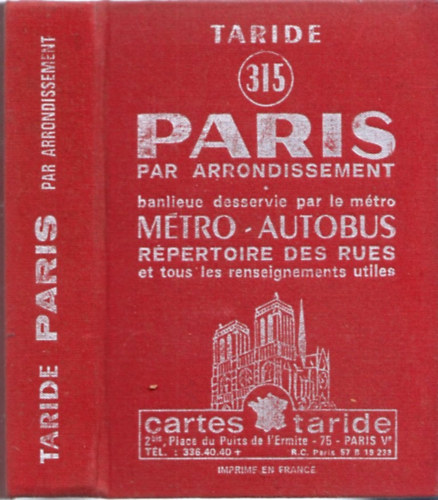 TARIDE PARIS PAR ARRONDISSEMENT
TARIDE
315
PARIS
PAR ARRONDISSEMENT
banlieue desservie par le métro
MÉTRO - AUTOBUS
RÉPERTOIRE DES RUES
et tous les renseignements utiles
cartes taride
2bis, Place du Puits de l'Ermite - 75 - PARIS Ve
TÉL. : 336.40.40 + R.C. Paris 57 B 19 239
IMPRIMÉ EN FRANCE